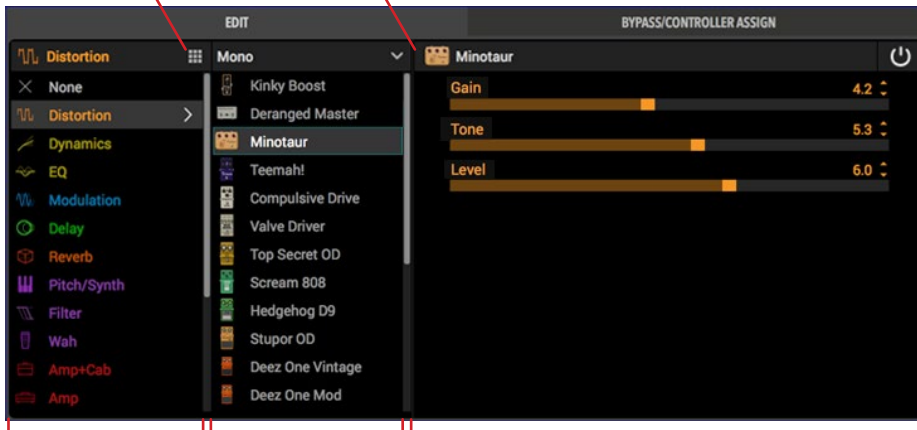 EDIT
BYPASS/CONTROLLER ASSIGN
Distortion
None
Distortion
Dynamics
EQ
Modulation
Delay
Reverb
Pitch/Synth
Filter
Wah
Amp+Cab
Amp
Mono
Kinky Boost
Deranged Master
Minotaur
Teemah!
Compulsive Drive
Valve Driver
Top Secret OD
Scream 808
Hedgehog D9
Stupor OD
Deez One Vintage
Deez One Mod
Minotaur
Gain 4.2
Tone 5.3
Level 6.0